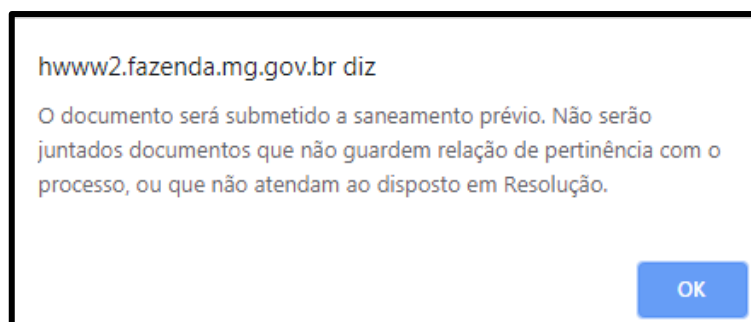 hwww2.fazenda.mg.gov.br diz
O documento será submetido a saneamento prévio. Não serão
juntados documentos que não guardem relação de pertinência com o
processo, ou que não atendam ao disposto em Resolução.
OK